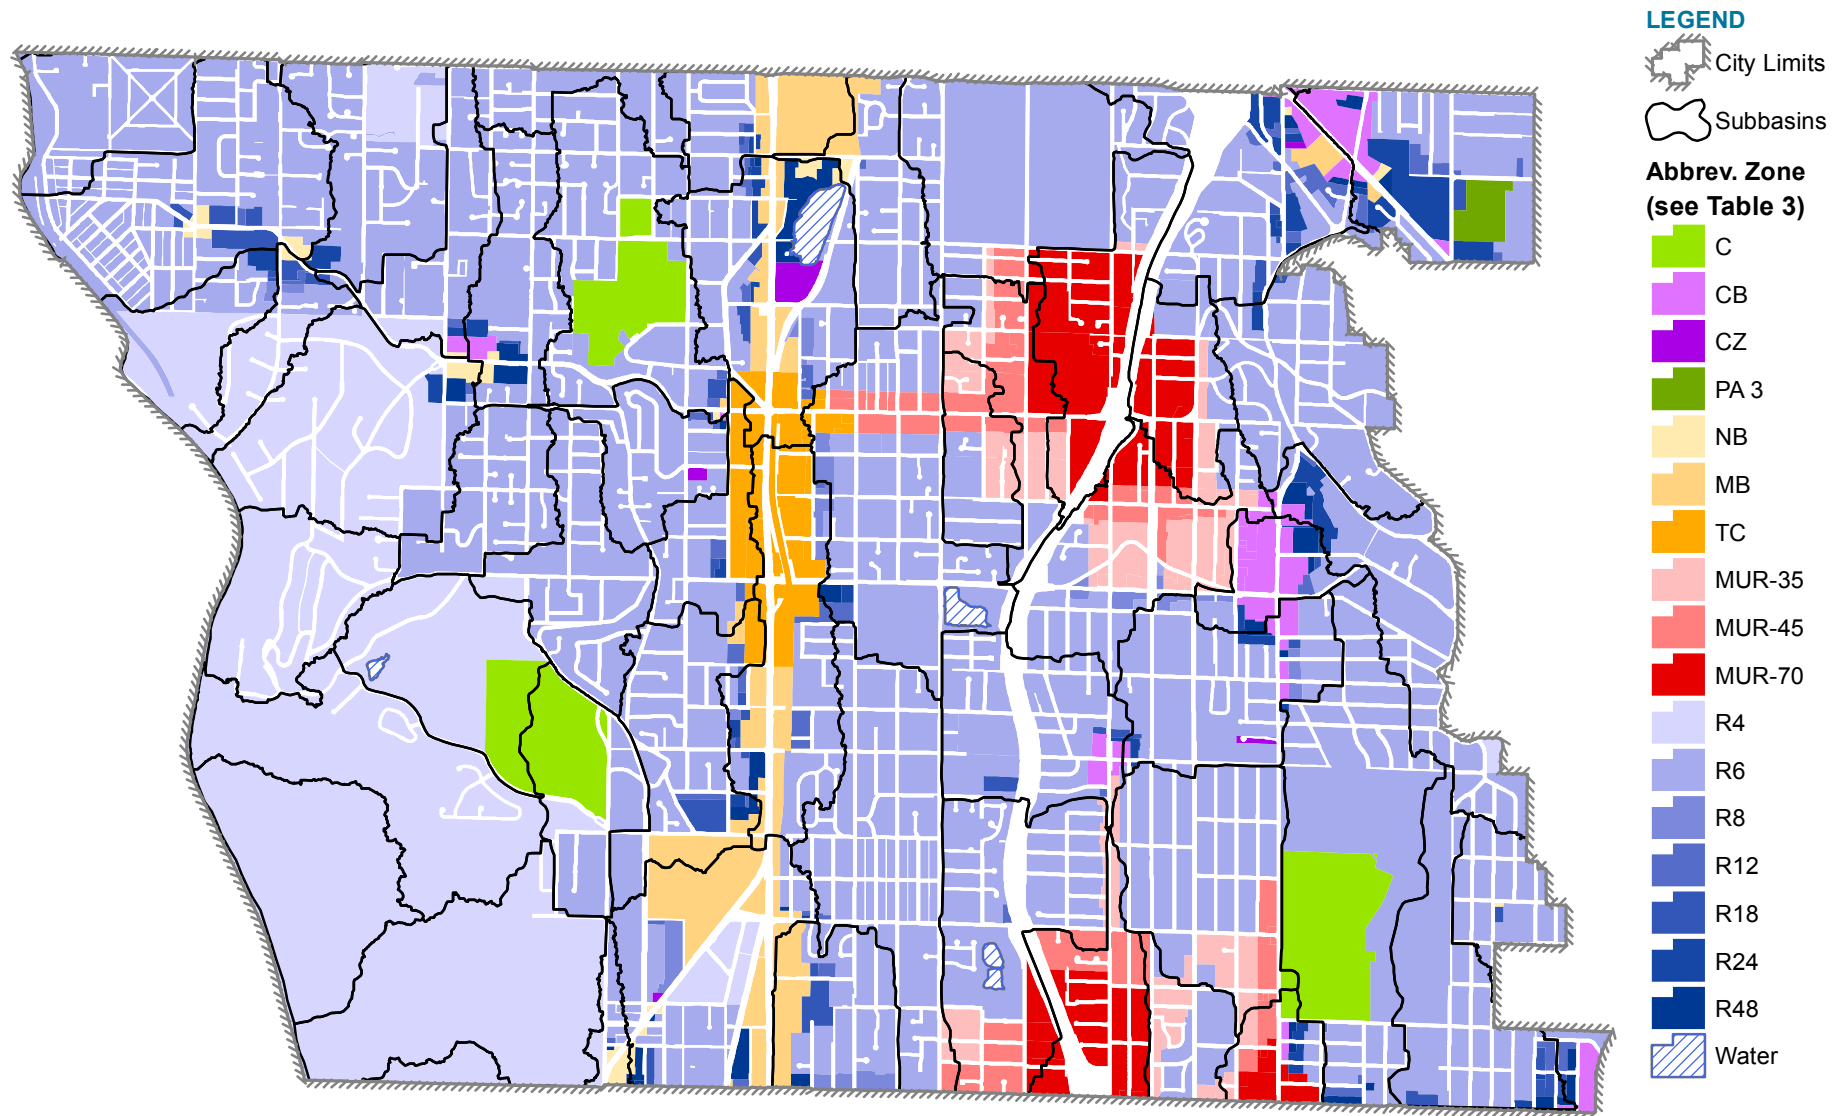 LEGEND
City Limits
Subbasins
Abbrev. Zone
(see Table 3)
C
CB
CZ
PA 3
NB
MB
TC
MUR-35
MUR-45
MUR-70
R4
R6
R8
R12
R18
R24
R48
Water